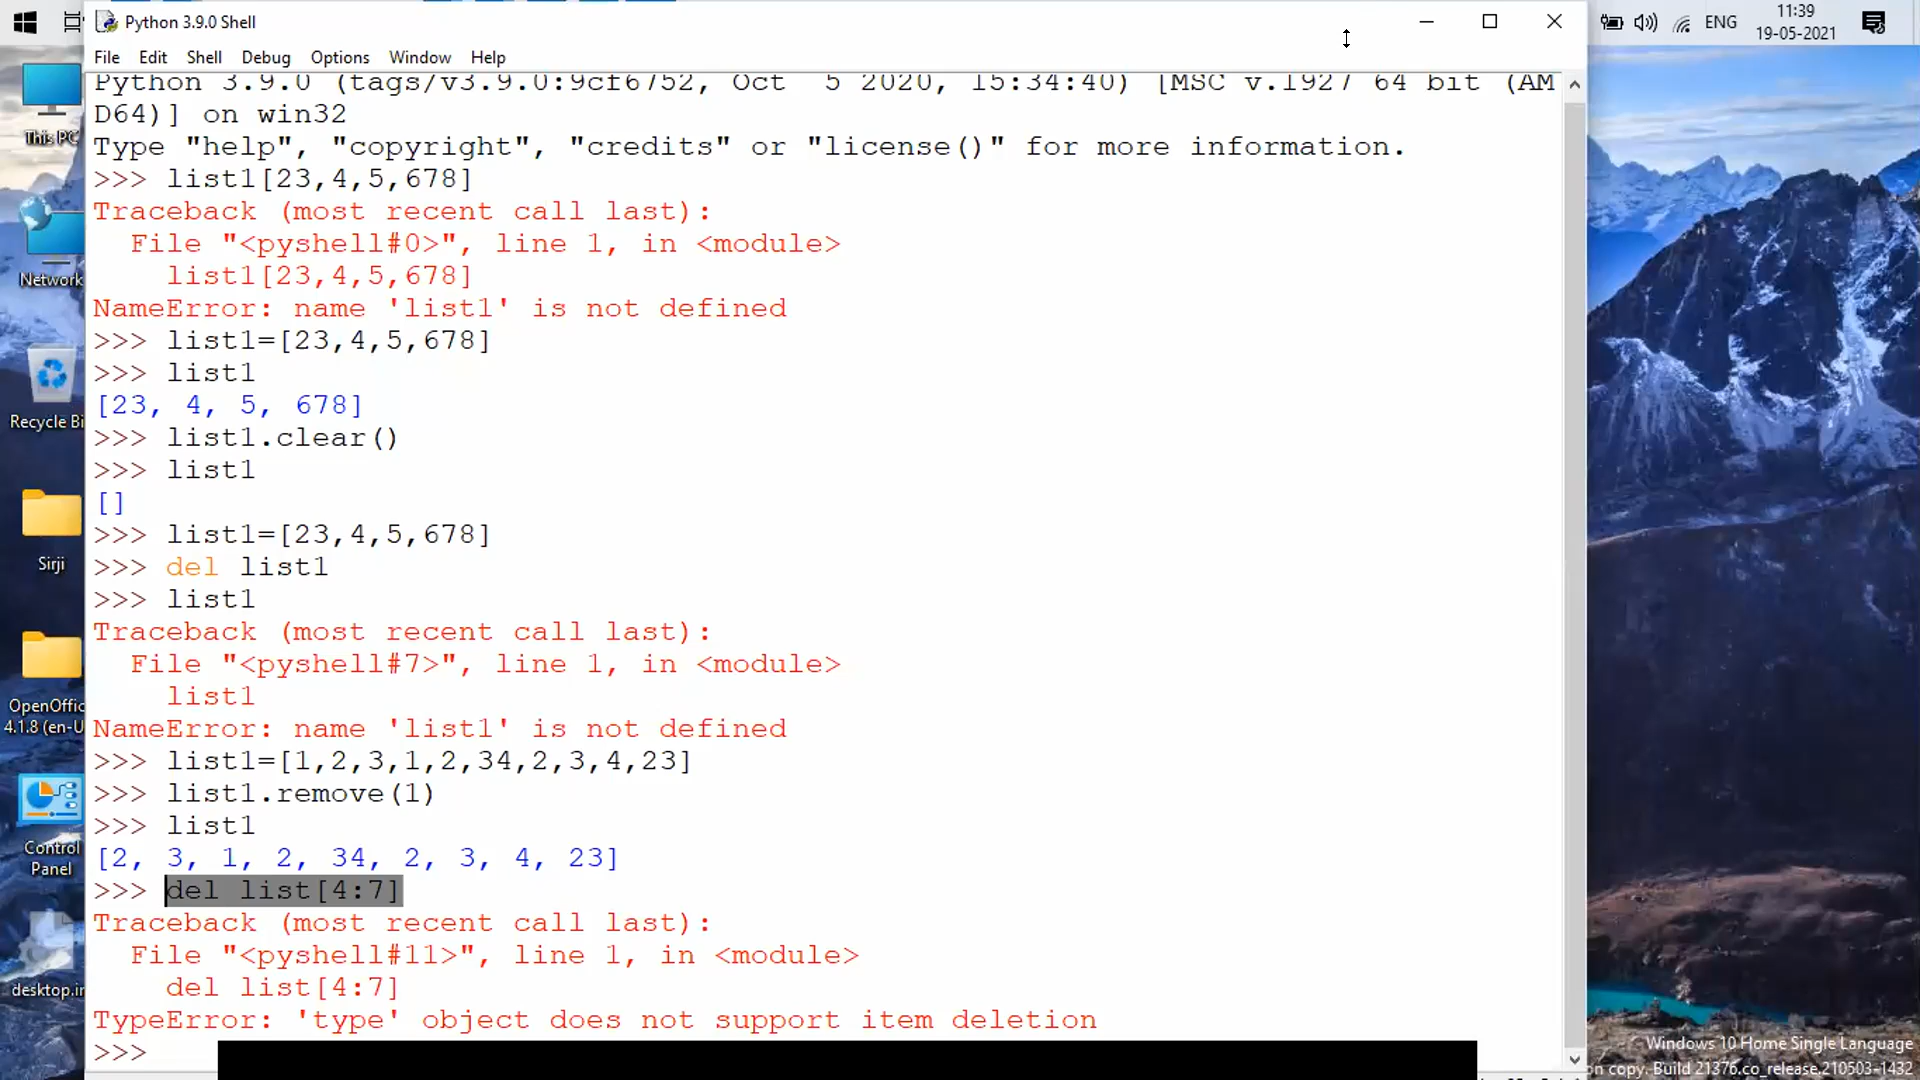 Python 3.9.0 Shell
ENG
11:39
19-05-2021
File Edit Shell Debug Options Window Help
Python 3.9.0 (tags/v3.9.0:9cf6752, Oct  5 2020, 15:34:40) [MSC v.1927 64 bit (AM
D64)] on win32
Type "help", "copyright", "credits" or "license()" for more information.
>>> list1[23,4,5,678]
Traceback (most recent call last):
  File "<pyshell#0>", line 1, in <module>
    list1[23,4,5,678]
NameError: name 'list1' is not defined
>>> list1=[23,4,5,678]
>>> list1
[23, 4, 5, 678]
>>> list1.clear()
>>> list1
[]
>>> list1=[23,4,5,678]
>>> del list1
>>> list1
Traceback (most recent call last):
  File "<pyshell#7>", line 1, in <module>
    list1
NameError: name 'list1' is not defined
>>> list1=[1,2,3,1,2,34,2,3,4,23]
>>> list1.remove(1)
>>> list1
[2, 3, 1, 2, 34, 2, 3, 4, 23]
>>> del list[4:7]
Traceback (most recent call last):
  File "<pyshell#11>", line 1, in <module>
    del list[4:7]
TypeError: 'type' object does not support item deletion
>>>
This PC
Network
Recycle Bi
Sirji
OpenOffic
4.1.8 (en-U
Control
Panel
desktop.in
Windows 10 Home Single Language
on copy. Build 21376.co_release.210503-1432